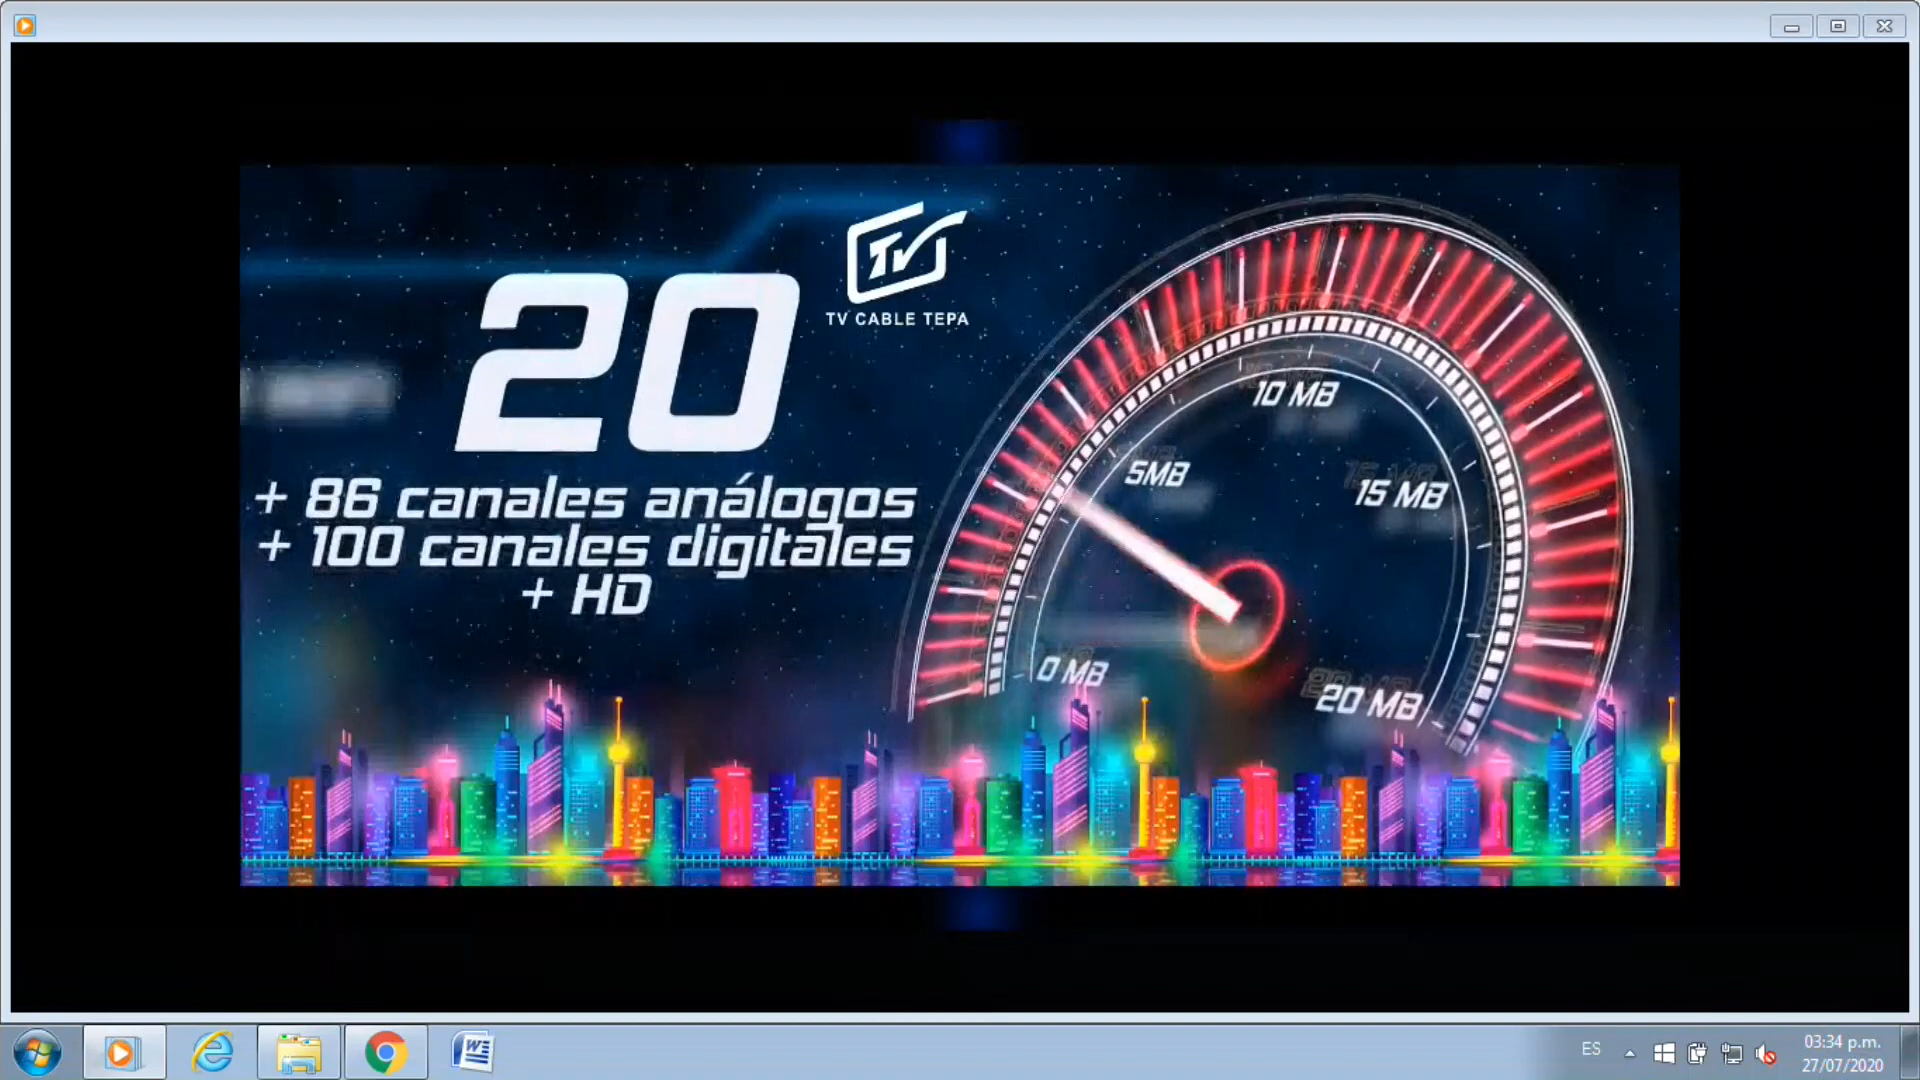 20
TV
TV CABLE TEPA
+ 86 canales análogos
+ 100 canales digitales
+ HD
0 MB
5MB
10 MB
15 MB
20 MB
ES
03:34 p.m.
27/07/2020